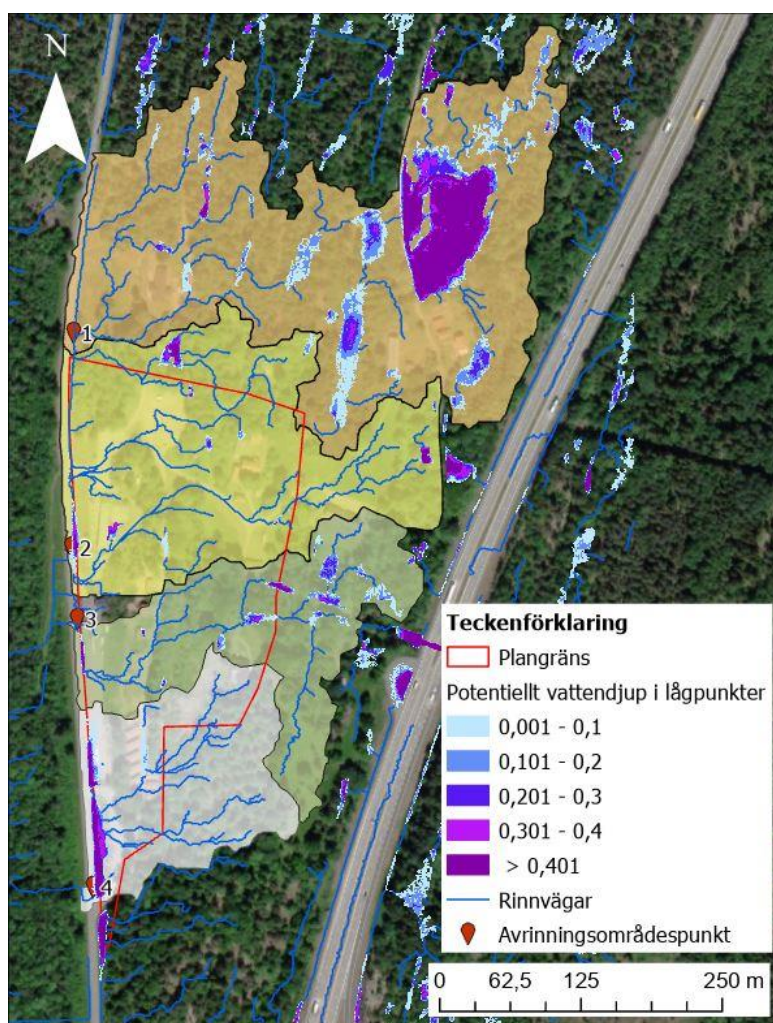 N
1
2
3
4
Teckenförklaring
Plangräns
Potentiellt vattendjup i lågpunkter
0,001 - 0,1
0,101 - 0,2
0,201 - 0,3
0,301 - 0,4
> 0,401
Rinnvägar
Avrinningsområdespunkt
0 62,5 125 250 m